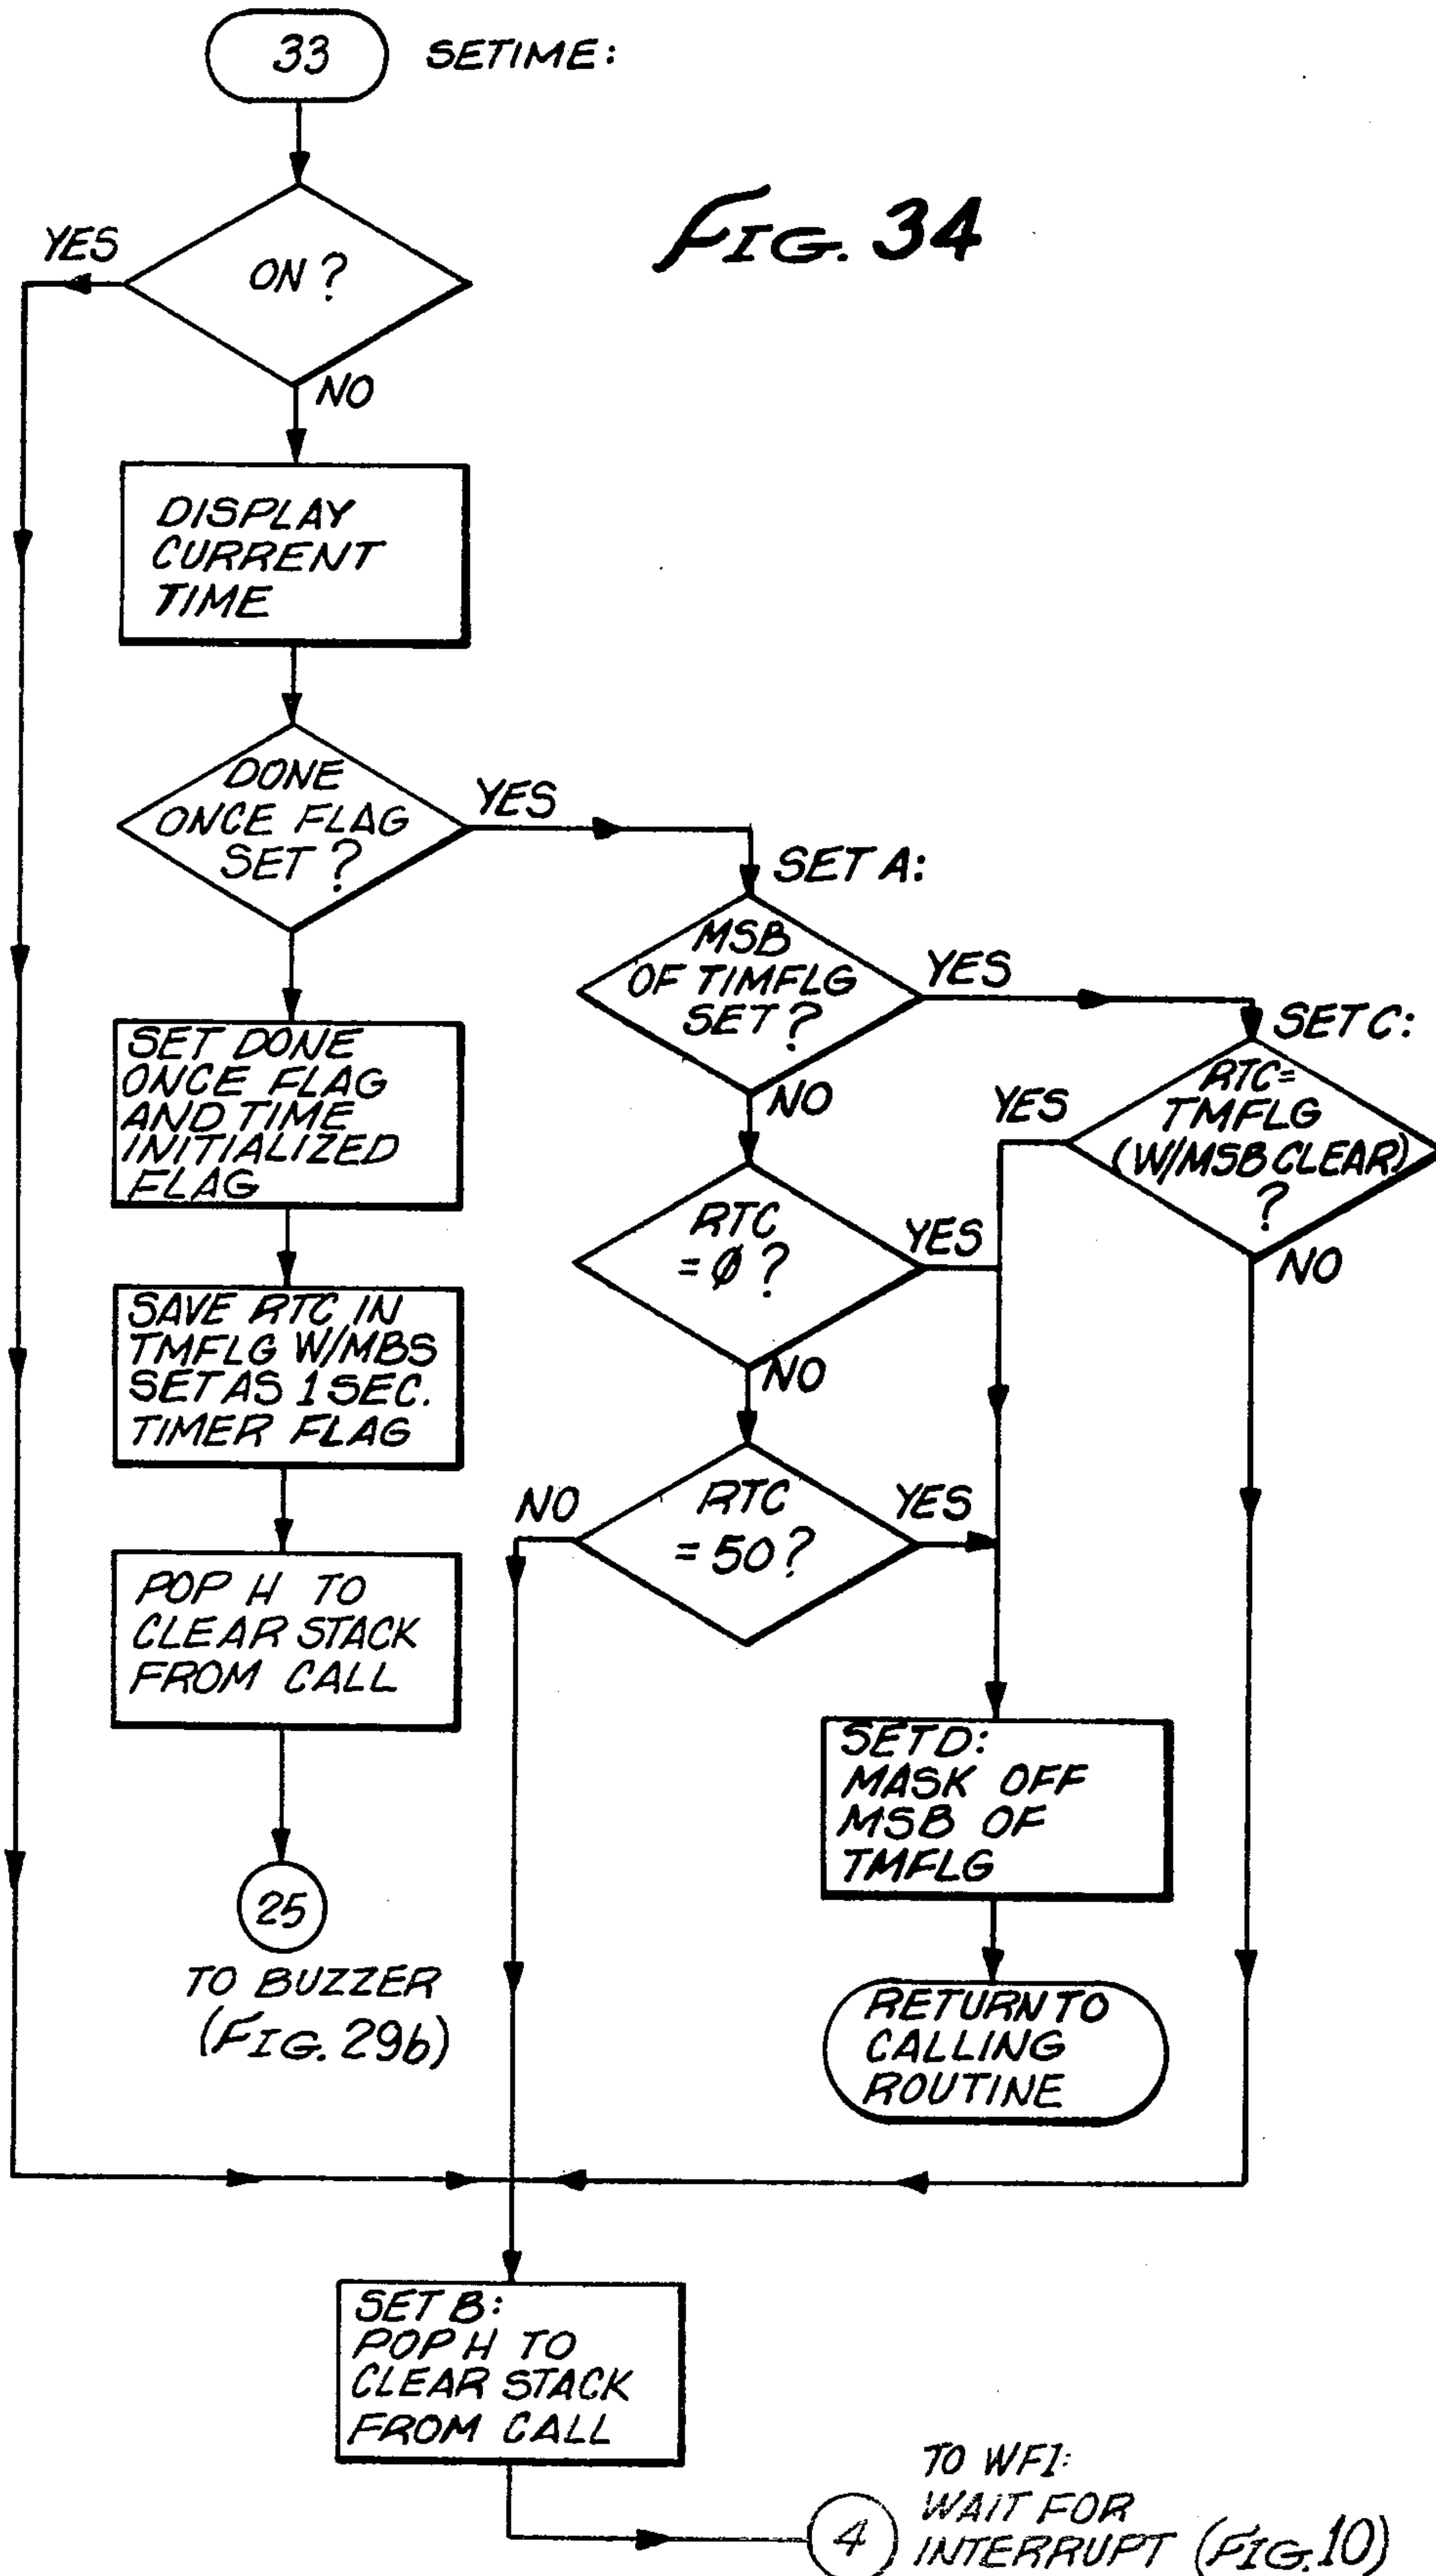 33 SETIME:
FIG. 34
YES
ON ?
NO
DISPLAY
CURRENT
TIME
DONE
ONCE FLAG
SET ?
YES
SET A:
MSB
OF TIMFLG
SET ?
YES
NO
SET C:
RTC=
TMFLG
(W/MSB CLEAR)
?
YES
NO
SET DONE
ONCE FLAG
AND TIME
INITIALIZED
FLAG
RTC
= Ø ?
YES
NO
SAVE RTC IN
TMFLG W/MBS
SET AS 1 SEC.
TIMER FLAG
RTC
= 50 ?
NO
YES
POP H TO
CLEAR STACK
FROM CALL
SET D:
MASK OFF
MSB OF
TMFLG
25
TO BUZZER
(FIG. 29b)
RETURN TO
CALLING
ROUTINE
SET B:
POP H TO
CLEAR STACK
FROM CALL
4
TO WFI:
WAIT FOR
INTERRUPT (FIG. 10)